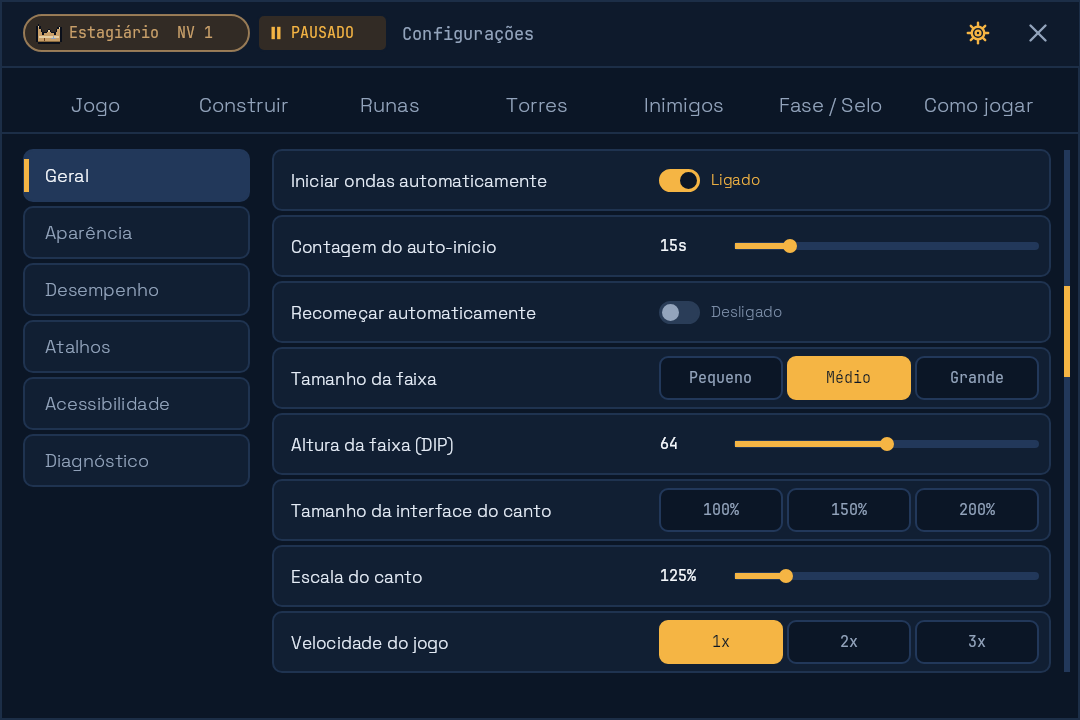 Estagiário NV 1 PAUSADO Configurações
Jogo Construir Runas Torres Inimigos Fase / Selo Como jogar
Geral
Aparência
Desempenho
Atalhos
Acessibilidade
Diagnóstico
Iniciar ondas automaticamente Ligado
Contagem do auto-início 15s
Recomeçar automaticamente Desligado
Tamanho da faixa Pequeno Médio Grande
Altura da faixa (DIP) 64
Tamanho da interface do canto 100% 150% 200%
Escala do canto 125%
Velocidade do jogo 1x 2x 3x